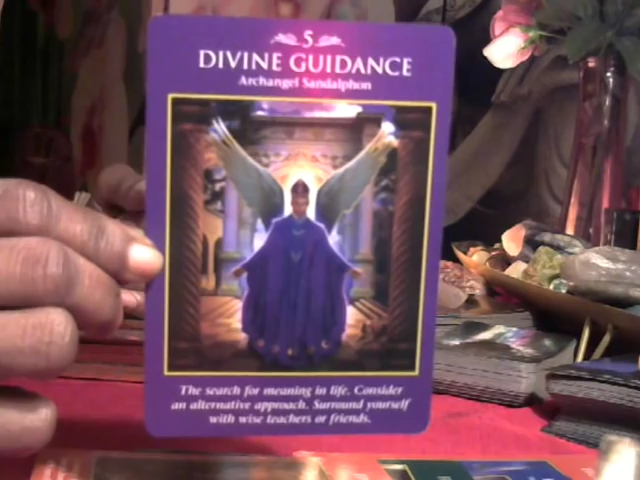 5
DIVINE GUIDANCE
Archangel Sandalphon
The search for meaning in life. Consider
an alternative approach. Surround yourself
with wise teachers or friends.